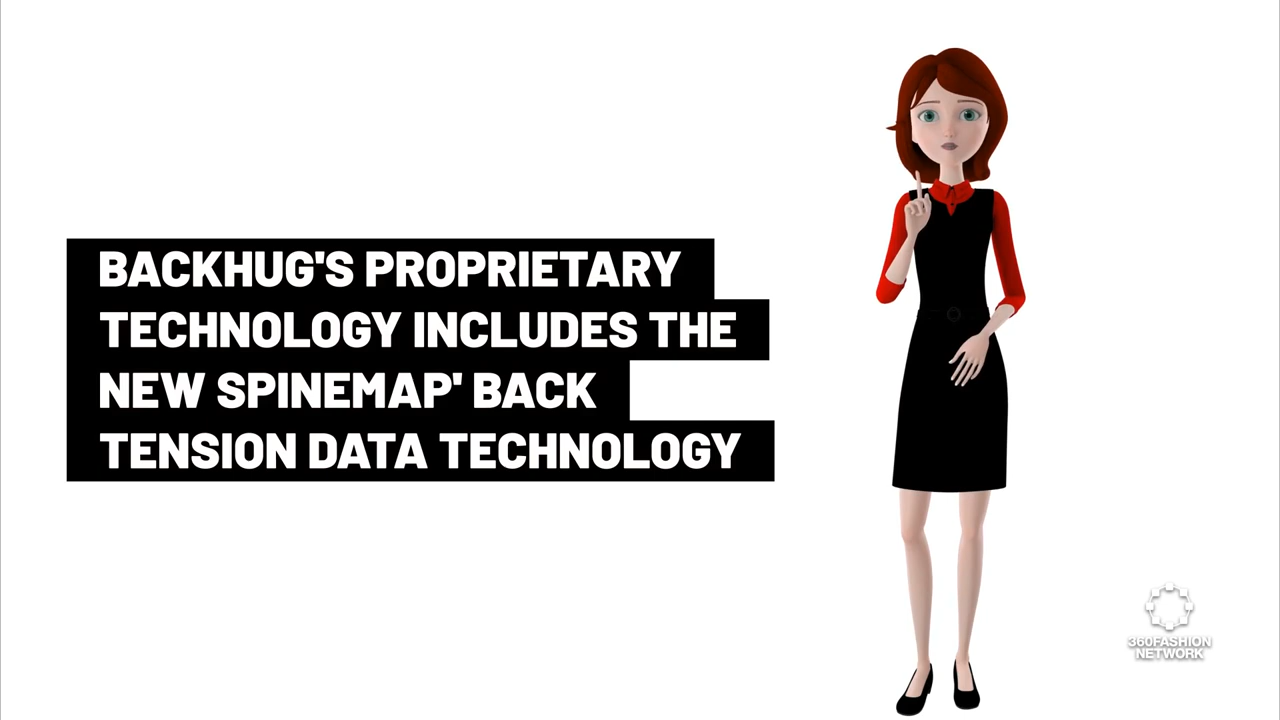 BACKHUG'S PROPRIETARY
TECHNOLOGY INCLUDES THE
NEW SPINEMAP' BACK
TENSION DATA TECHNOLOGY
360FASHION
NETWORK